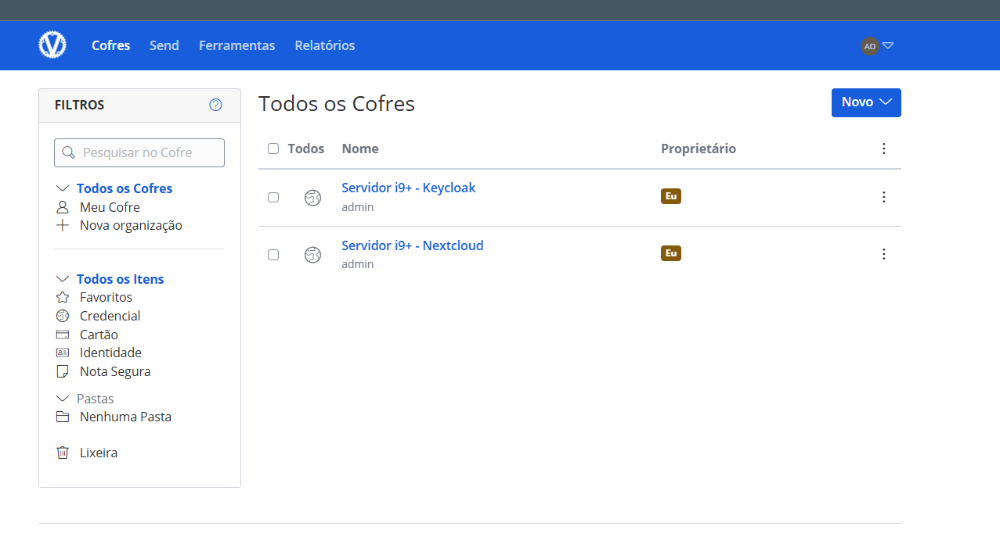 Cofres Send Ferramentas Relatórios AD
FILTROS
Pesquisar no Cofre
Todos os Cofres
Meu Cofre
Nova organização
Todos os Itens
Favoritos
Credencial
Cartão
Identidade
Nota Segura
Pastas
Nenhuma Pasta
Lixeira
Todos os Cofres
Novo
Todos Nome Proprietário
Servidor i9+ - Keycloak
admin
Eu
Servidor i9+ - Nextcloud
admin
Eu